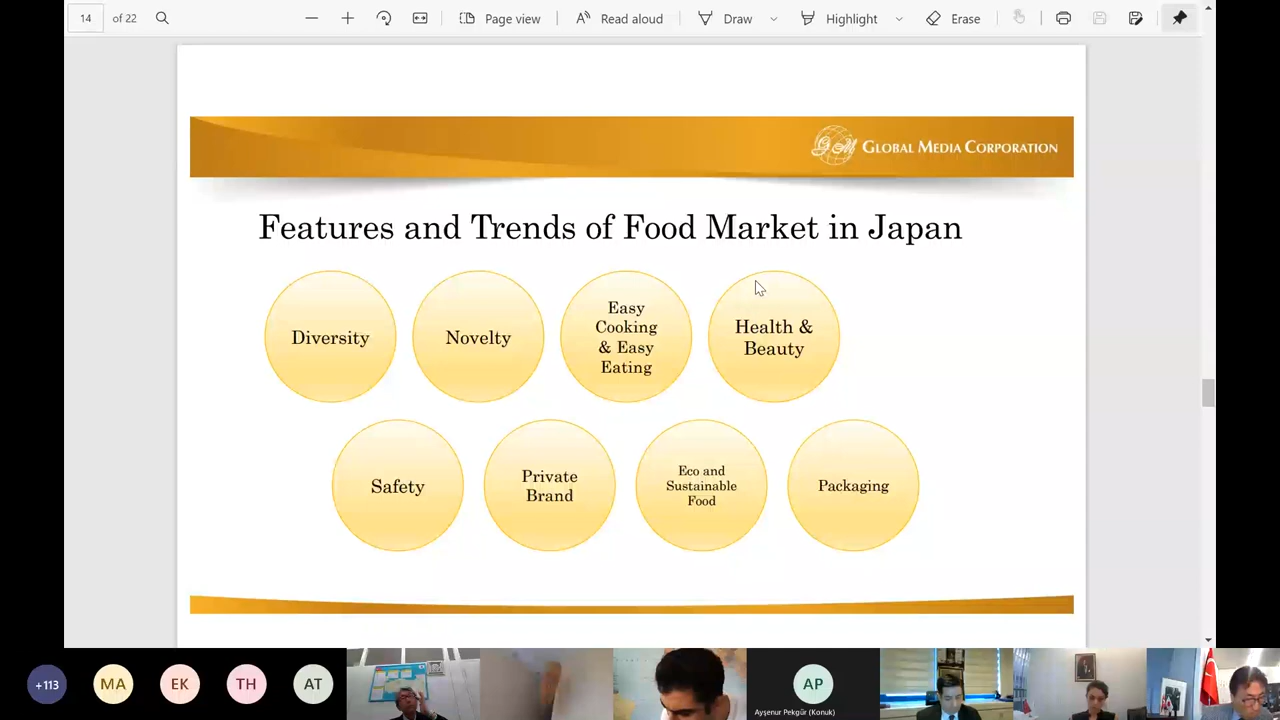 14 of 22
Page view
Read aloud
Draw
Highlight
Erase
GM GLOBAL MEDIA CORPORATION
Features and Trends of Food Market in Japan
Diversity
Novelty
Easy
Cooking
& Easy
Eating
Health &
Beauty
Safety
Private
Brand
Eco and
Sustainable
Food
Packaging
+113
MA
EK
TH
AT
AP
Ayşenur Pekgür (Konuk)